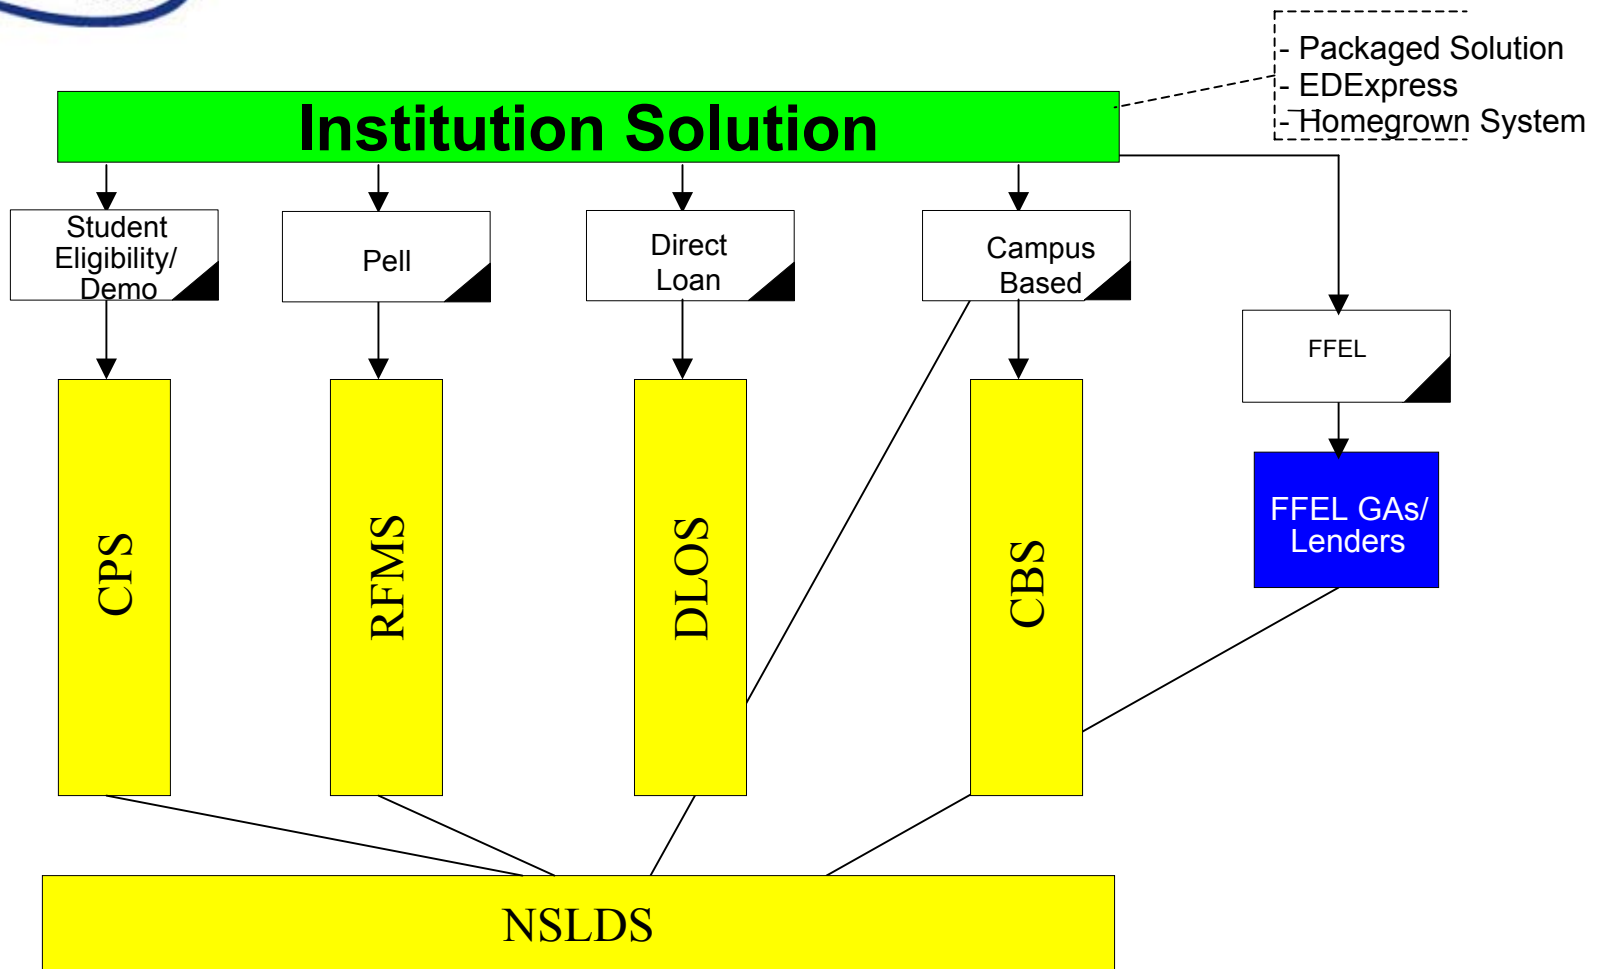 - Packaged Solution
- EDExpress
- Homegrown System
Institution Solution
Student
Eligibility/
Demo
Pell
Direct
Loan
Campus
Based
FFEL
CPS
RFMS
DLOS
CBS
FFEL GAs/
Lenders
NSLDS